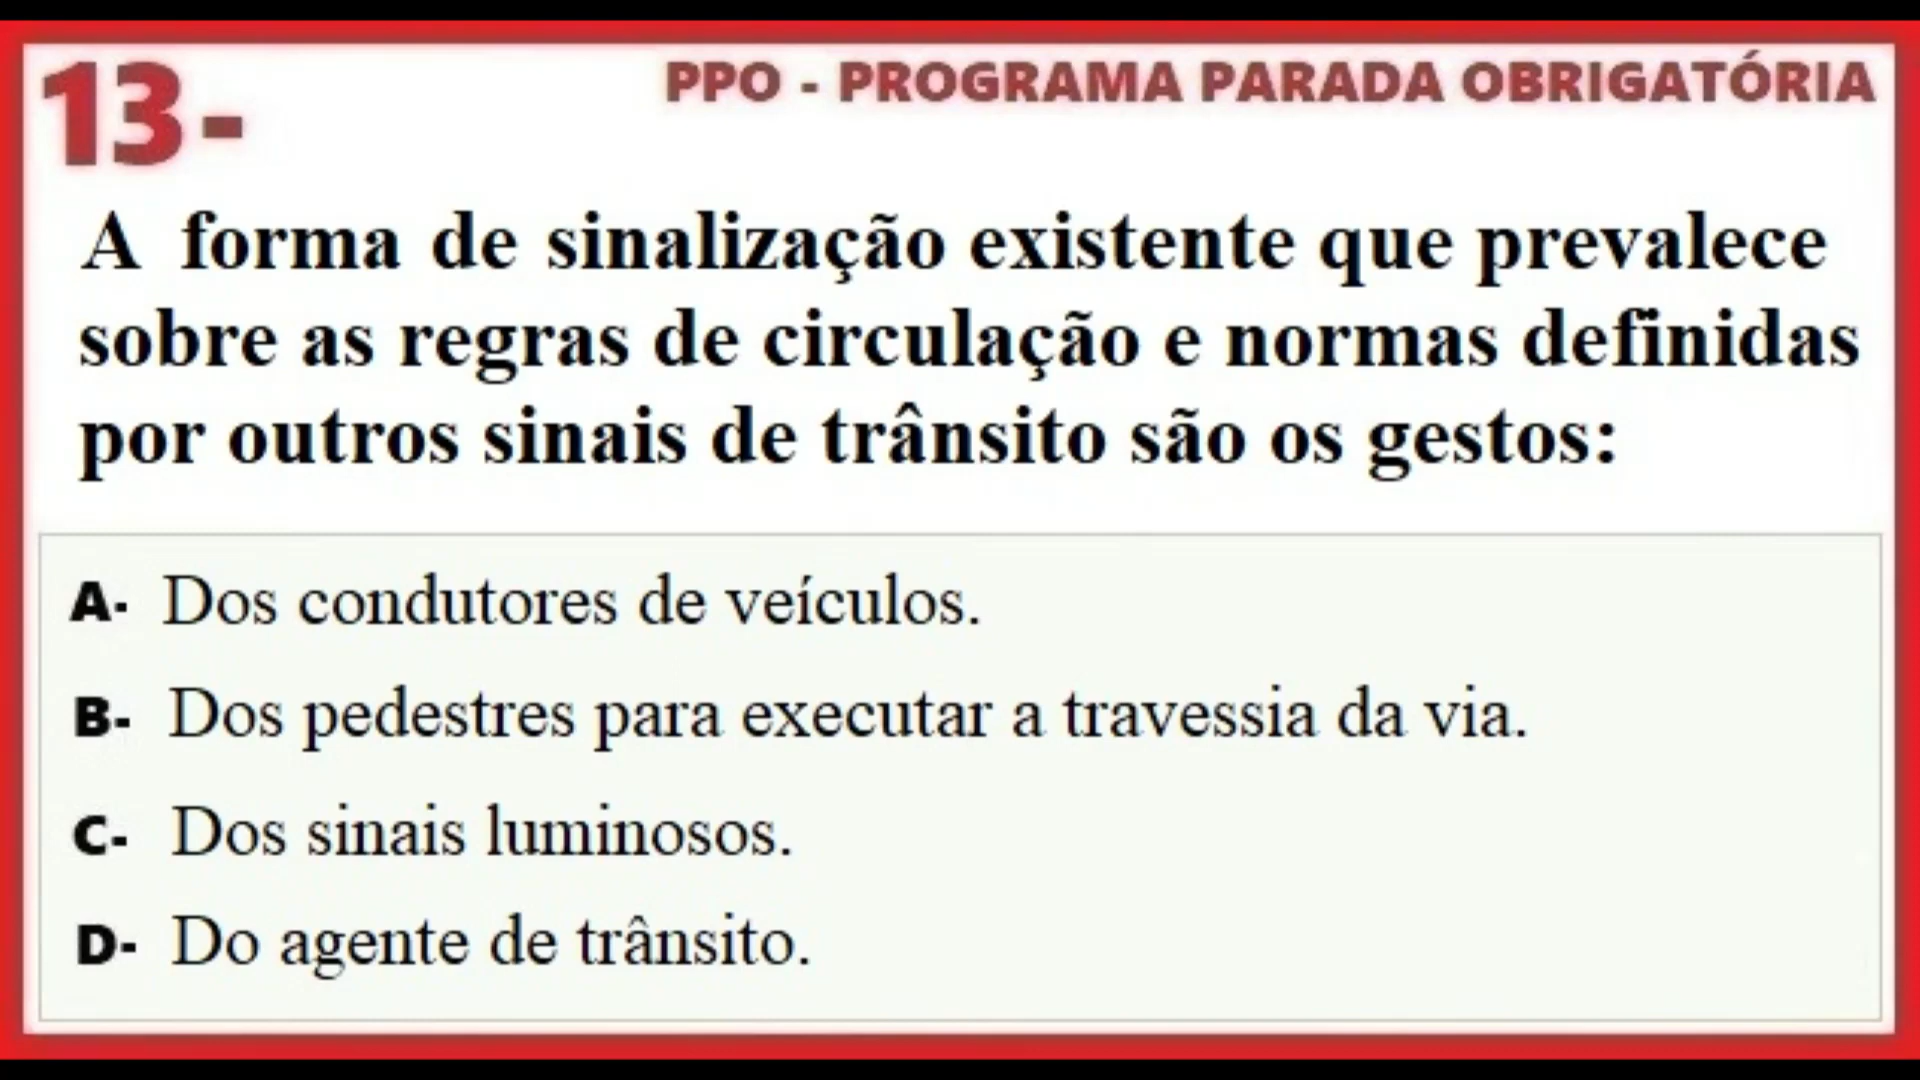 13-
PPO - PROGRAMA PARADA OBRIGATÓRIA
A forma de sinalização existente que prevalece
sobre as regras de circulação e normas definidas
por outros sinais de trânsito são os gestos:
A- Dos condutores de veículos.
B- Dos pedestres para executar a travessia da via.
C- Dos sinais luminosos.
D- Do agente de trânsito.